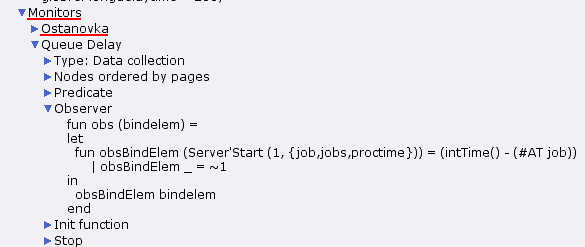 Monitors
Ostanovka
Queue Delay
Type: Data collection
Nodes ordered by pages
Predicate
Observer
fun obs (bindelem) =
let
fun obsBindElem (Server'Start (1, {job,jobs,proctime})) = (intTime() - (#AT job))
| obsBindElem _ = ~1
in
obsBindElem bindelem
end
Init function
Stop